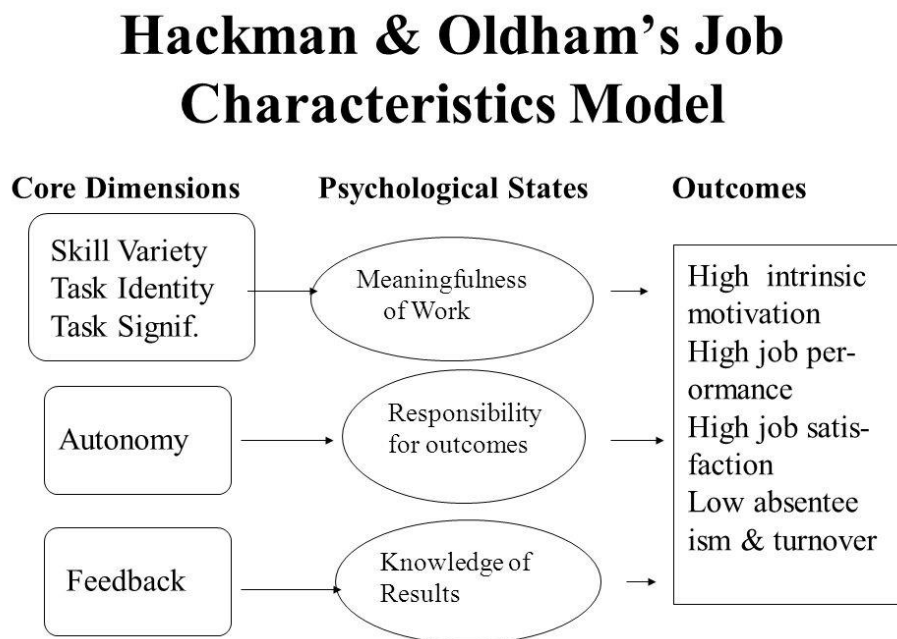 Hackman & Oldham’s Job
Characteristics Model
Core Dimensions
Psychological States
Outcomes
Skill Variety
Task Identity
Task Signif.
Meaningfulness
of Work
High intrinsic
motivation
High job per-
ormance
High job satis-
faction
Low absentee
ism & turnover
Autonomy
Responsibility
for outcomes
Feedback
Knowledge of
Results